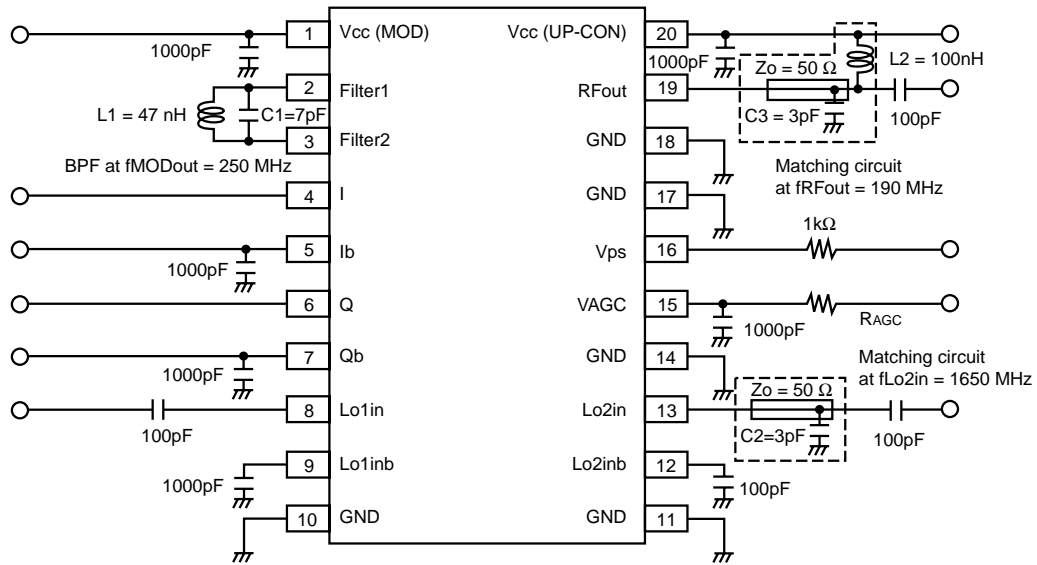 1 Vcc (MOD)
1000pF
2 Filter1
L1 = 47 nH
C1=7pF
3 Filter2
BPF at fMODout = 250 MHz
4 I
5 Ib
1000pF
6 Q
7 Qb
1000pF
8 Lo1in
100pF
9 Lo1inb
1000pF
10 GND
Vcc (UP-CON) 20
1000pF
L2 = 100nH
Zo = 50 Ω
RFout 19
C3 = 3pF
100pF
GND 18
Matching circuit
at fRFout = 190 MHz
GND 17
1kΩ
Vps 16
VAGC 15
RAGC
1000pF
GND 14
Matching circuit
at fLo2in = 1650 MHz
Zo = 50 Ω
Lo2in 13
C2=3pF
100pF
Lo2inb 12
100pF
GND 11